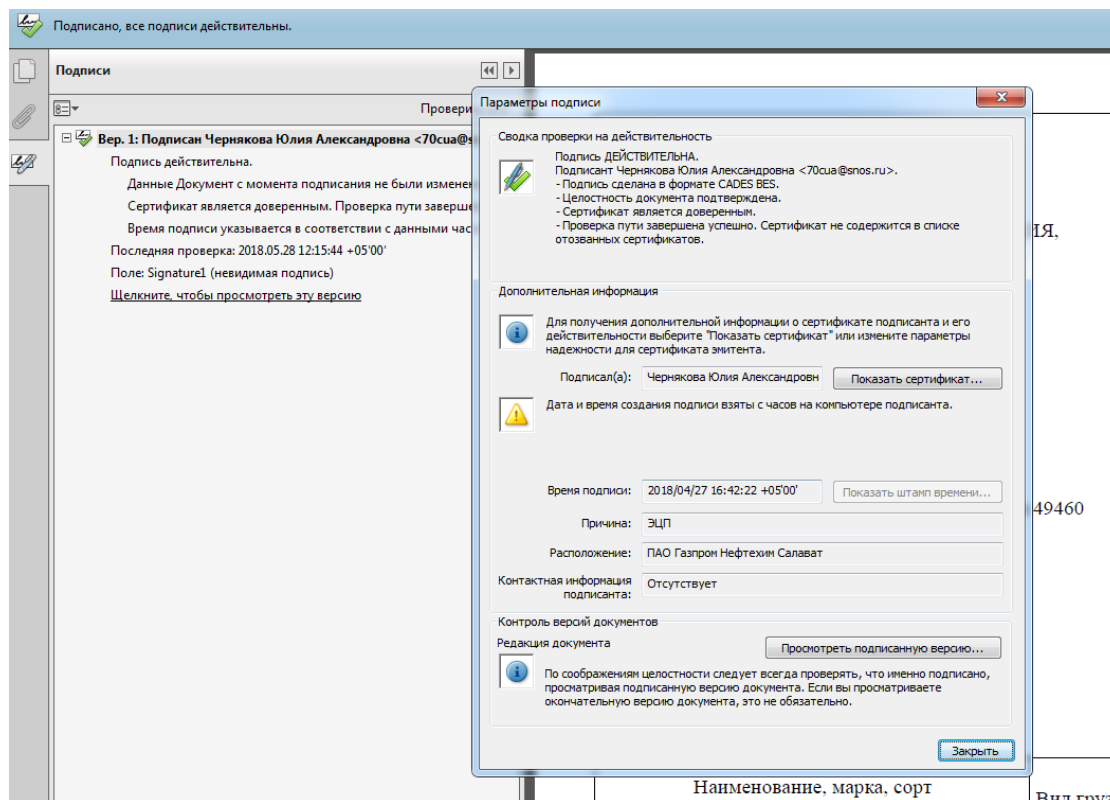 Подписано, все подписи действительны.
Подписи
Вер. 1: Подписан Чернякова Юлия Александровна <70cua@
Подпись действительна.
Данные Документ с момента подписания не были
Сертификат является доверенным. Проверка пути
Время подписи указывается в соответствии с данными
Последняя проверка: 2018.05.28 12:15:44 +05'00'
Поле: Signature1 (невидимая подпись)
Щелкните, чтобы просмотреть эту версию
Параметры подписи
Сводка проверки на действительность
Подпись ДЕЙСТВИТЕЛЬНА.
Подписант Чернякова Юлия Александровна <70cua@snos.ru>.
- Подпись сделана в формате CADES BES.
- Целостность документа подтверждена.
- Сертификат является доверенным.
- Проверка пути завершена успешно. Сертификат не содержится в списке
отозванных сертификатов.
Дополнительная информация
Для получения дополнительной информации о сертификате подписанта и его
действительности выберите "Показать сертификат" или измените параметры
надежности для сертификата эмитента.
Подписал(а): Чернякова Юлия Александровн Показать сертификат...
Дата и время создания подписи взяты с часов на компьютере подписанта.
Время подписи: 2018/04/27 16:42:22 +05'00' Показать штамп времени...
Причина: ЭЦП
Расположение: ПАО Газпром Нефтехим Салават
Контактная информация
подписанта: Отсутствует
Контроль версий документов
Редакция документа Просмотреть подписанную версию...
По соображениям целостности следует всегда проверять, что именно подписано,
просматривая подписанную версию документа. Если вы просматриваете
окончательную версию документа, это не обязательно.
Закрыть
ИЯ,
49460
Наименование, марка, сорт
Вид